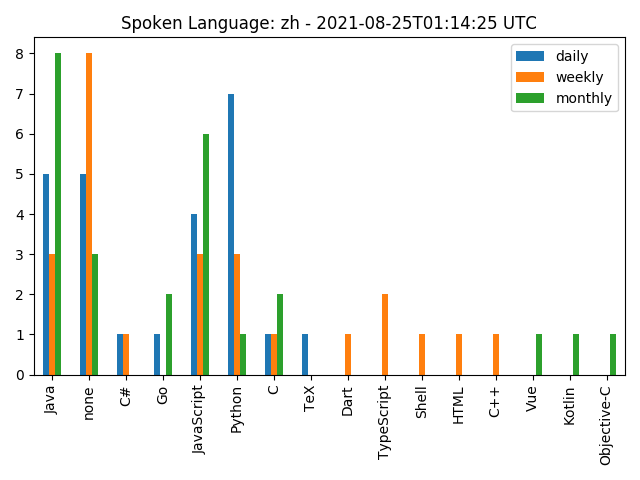 Spoken Language: zh - 2021-08-25T01:14:25 UTC
daily
weekly
monthly
8
7
6
5
4
3
2
1
0
Java
none
C#
Go
JavaScript
Python
C
TeX
Dart
TypeScript
Shell
HTML
C++
Vue
Kotlin
Objective-C